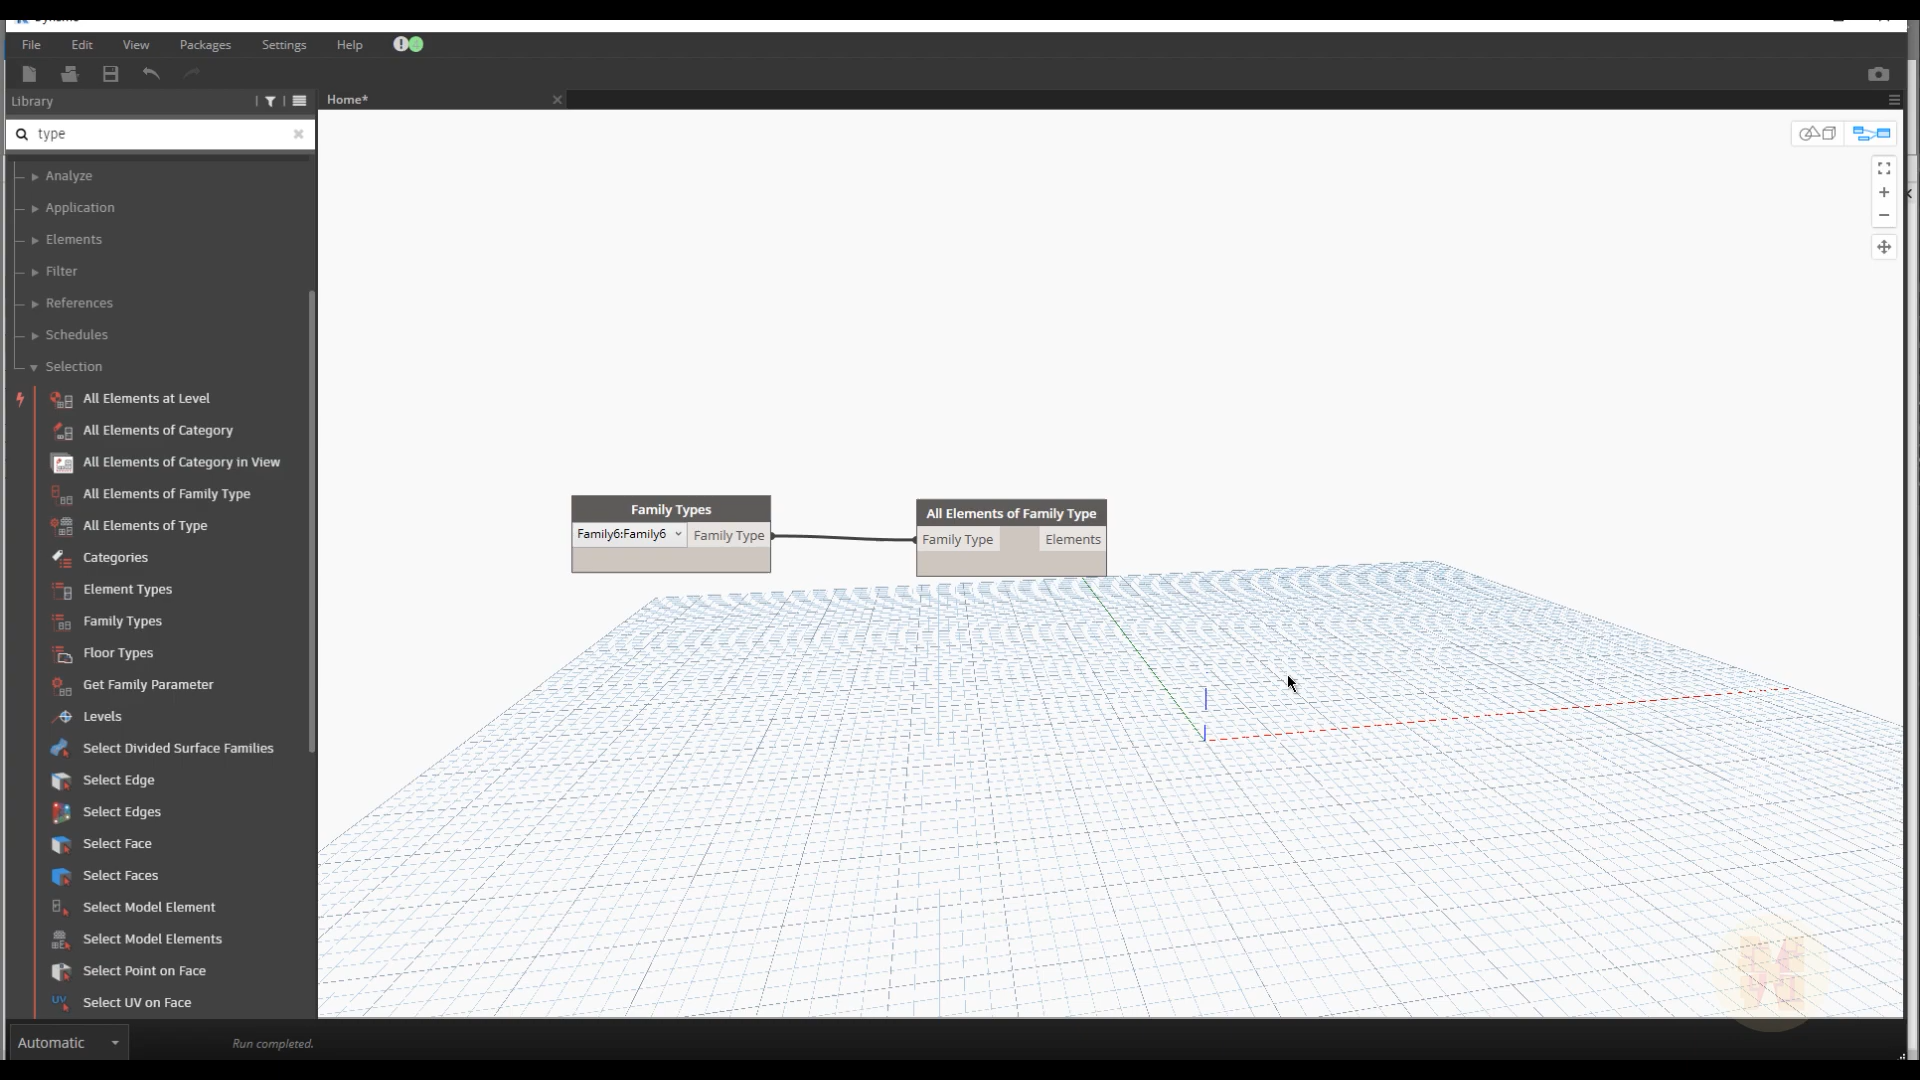 File Edit View Packages Settings Help
Library
Home*
type
Analyze
Application
Elements
Filter
References
Schedules
Selection
All Elements at Level
All Elements of Category
All Elements of Category in View
All Elements of Family Type
All Elements of Type
Categories
Element Types
Family Types
Floor Types
Get Family Parameter
Levels
Select Divided Surface Families
Select Edge
Select Edges
Select Face
Select Faces
Select Model Element
Select Model Elements
Select Point on Face
Select UV on Face
Family Types
Family6:Family6 Family Type
All Elements of Family Type
Family Type Elements
Automatic
Run completed.